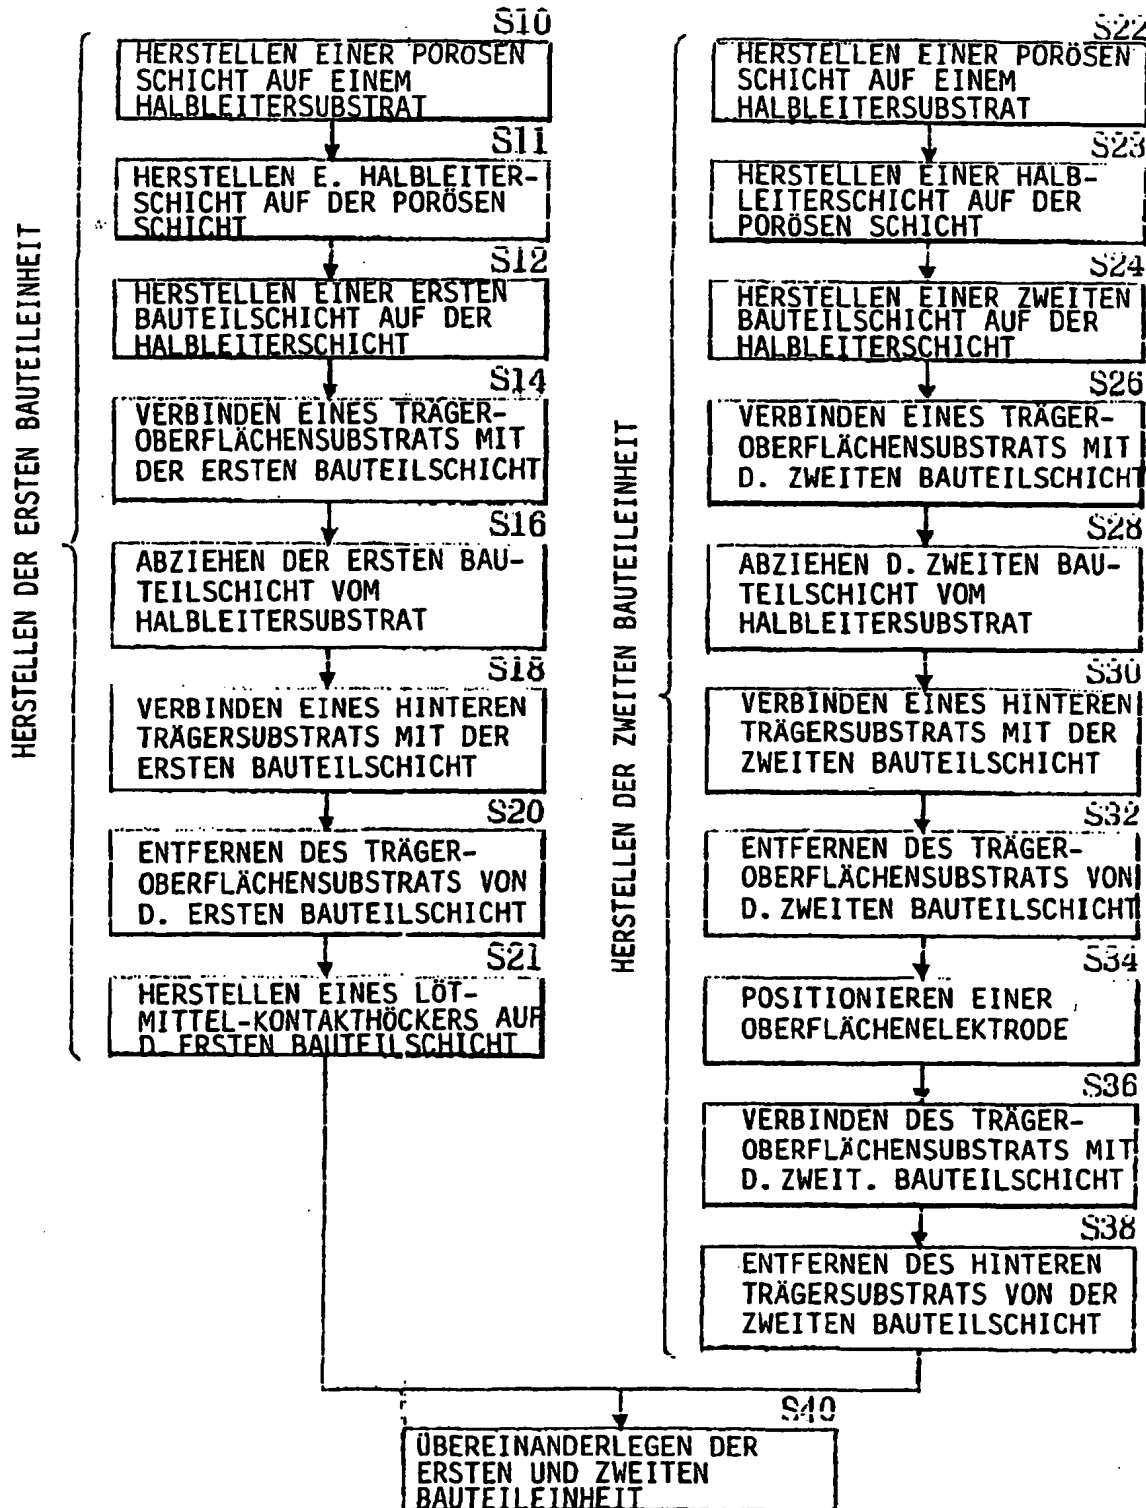 HERSTELLEN DER ERSTEN BAUTEILEINHEIT
S10
HERSTELLEN EINER PORÖSEN
SCHICHT AUF EINEM
HALBLEITERSUBSTRAT
S11
HERSTELLEN E. HALBLEITER-
SCHICHT AUF DER PORÖSEN
SCHICHT
S12
HERSTELLEN EINER ERSTEN
BAUTEILSCHICHT AUF DER
HALBLEITERSCHICHT
S14
VERBINDEN EINES TRÄGER-
OBERFLÄCHENSUBSTRATS MIT
DER ERSTEN BAUTEILSCHICHT
S16
ABZIEHEN DER ERSTEN BAU-
TEILSCHICHT VOM
HALBLEITERSUBSTRAT
S18
VERBINDEN EINES HINTEREN
TRÄGERSUBSTRATS MIT DER
ERSTEN BAUTEILSCHICHT
S20
ENTFERNEN DES TRÄGER-
OBERFLÄCHENSUBSTRATS VON
D. ERSTEN BAUTEILSCHICHT
S21
HERSTELLEN EINES LÖT-
MITTEL-KONTAKTHÖCKERS AUF
D. ERSTEN BAUTEILSCHICHT
HERSTELLEN DER ZWEITEN BAUTEILEINHEIT
S22
HERSTELLEN EINER PORÖSEN
SCHICHT AUF EINEM
HALBLEITERSUBSTRAT
S23
HERSTELLEN EINER HALB-
LEITERSCHICHT AUF DER
PORÖSEN SCHICHT
S24
HERSTELLEN EINER ZWEITEN
BAUTEILSCHICHT AUF DER
HALBLEITERSCHICHT
S26
VERBINDEN EINES TRÄGER-
OBERFLÄCHENSUBSTRATS MIT
D. ZWEITEN BAUTEILSCHICHT
S28
ABZIEHEN D. ZWEITEN BAU-
TEILSCHICHT VOM
HALBLEITERSUBSTRAT
S30
VERBINDEN EINES HINTEREN
TRÄGERSUBSTRATS MIT DER
ZWEITEN BAUTEILSCHICHT
S32
ENTFERNEN DES TRÄGER-
OBERFLÄCHENSUBSTRATS VON
D. ZWEITEN BAUTEILSCHICHT
S34
POSITIONIEREN EINER
OBERFLÄCHENELEKTRODE
S36
VERBINDEN DES TRÄGER-
OBERFLÄCHENSUBSTRATS MIT
D. ZWEIT. BAUTEILSCHICHT
S38
ENTFERNEN DES HINTEREN
TRÄGERSUBSTRATS VON DER
ZWEITEN BAUTEILSCHICHT
S40
ÜBEREINANDERLEGEN DER
ERSTEN UND ZWEITEN
BAUTEILEINHEIT